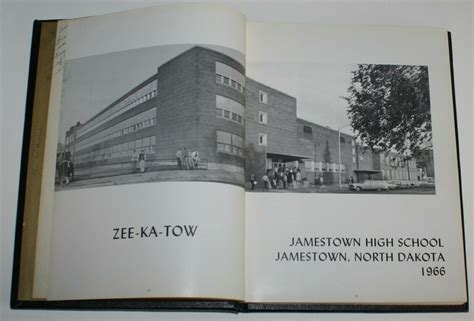 ZEE-KA-TOW
JAMESTOWN HIGH SCHOOL
JAMESTOWN, NORTH DAKOTA
1966